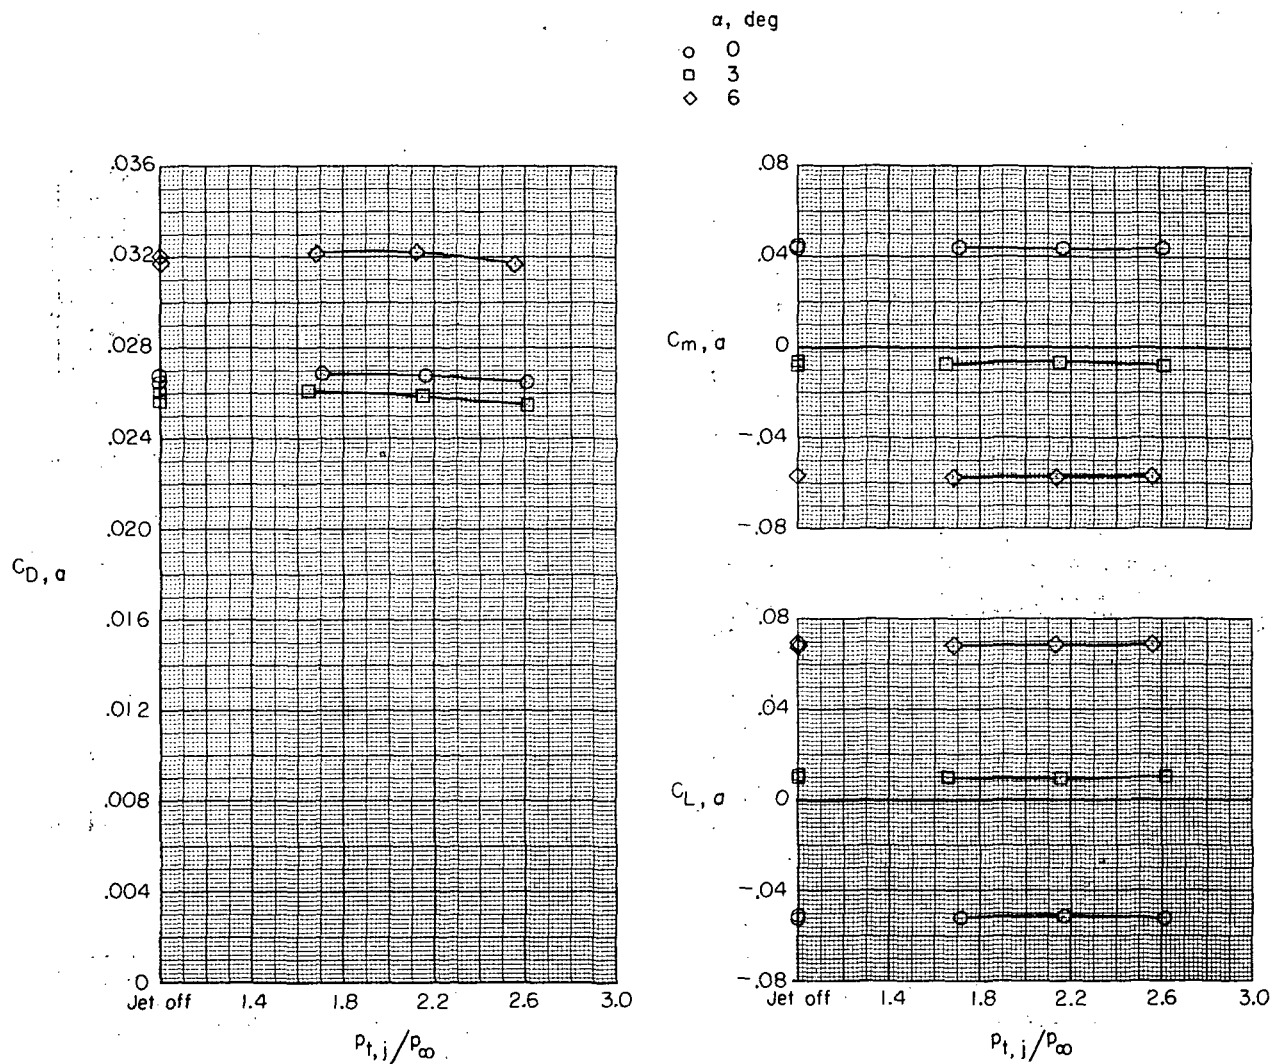 α, deg
0
3
6
.036
.032
.028
.024
.020
C_D,a
.016
.012
.008
.004
0
Jet off 1.4 1.8 2.2 2.6 3.0
p_t,j/p_∞
.08
.04
C_m,a
0
-.04
-.08
.08
.04
C_L,a
0
-.04
-.08
Jet off 1.4 1.8 2.2 2.6 3.0
p_t,j/p_∞